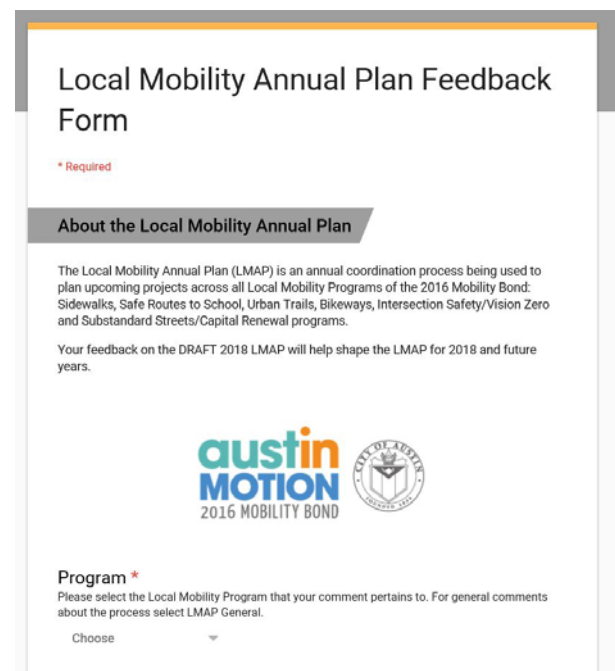 Local Mobility Annual Plan Feedback
Form
* Required
About the Local Mobility Annual Plan
The Local Mobility Annual Plan (LMAP) is an annual coordination process being used to
plan upcoming projects across all Local Mobility Programs of the 2016 Mobility Bond:
Sidewalks, Safe Routes to School, Urban Trails, Bikeways, Intersection Safety/Vision Zero
and Substandard Streets/Capital Renewal programs.
Your feedback on the DRAFT 2018 LMAP will help shape the LMAP for 2018 and future
years.
austin
MOTION
2016 MOBILITY BOND
CITY OF AUSTIN
FOUNDED 1839
Program *
Please select the Local Mobility Program that your comment pertains to. For general comments
about the process select LMAP General.
Choose